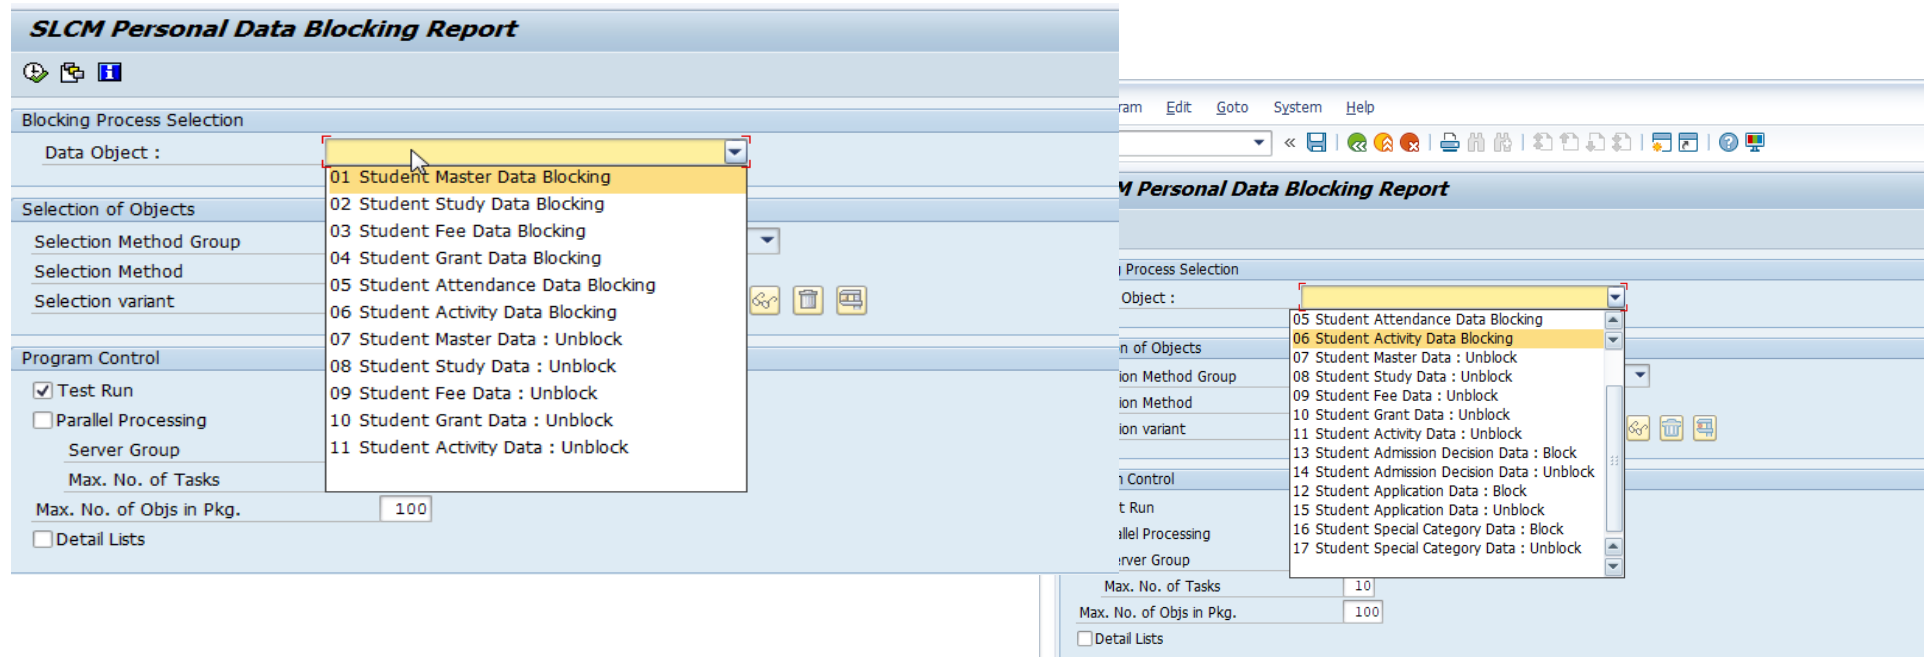 SLCM Personal Data Blocking Report
Blocking Process Selection
Data Object :
01 Student Master Data Blocking
02 Student Study Data Blocking
03 Student Fee Data Blocking
04 Student Grant Data Blocking
05 Student Attendance Data Blocking
06 Student Activity Data Blocking
07 Student Master Data : Unblock
08 Student Study Data : Unblock
09 Student Fee Data : Unblock
10 Student Grant Data : Unblock
11 Student Activity Data : Unblock
Selection of Objects
Selection Method Group
Selection Method
Selection variant
Program Control
Test Run
Parallel Processing
Server Group
Max. No. of Tasks
Max. No. of Objs in Pkg. 100
Detail Lists
ram Edit Goto System Help
M Personal Data Blocking Report
Process Selection
Object :
05 Student Attendance Data Blocking
06 Student Activity Data Blocking
07 Student Master Data : Unblock
08 Student Study Data : Unblock
09 Student Fee Data : Unblock
10 Student Grant Data : Unblock
11 Student Activity Data : Unblock
13 Student Admission Decision Data : Block
14 Student Admission Decision Data : Unblock
12 Student Application Data : Block
15 Student Application Data : Unblock
16 Student Special Category Data : Block
17 Student Special Category Data : Unblock
n of Objects
ion Method Group
ion Method
ion variant
n Control
t Run
allel Processing
erver Group
Max. No. of Tasks 10
Max. No. of Objs in Pkg. 100
Detail Lists